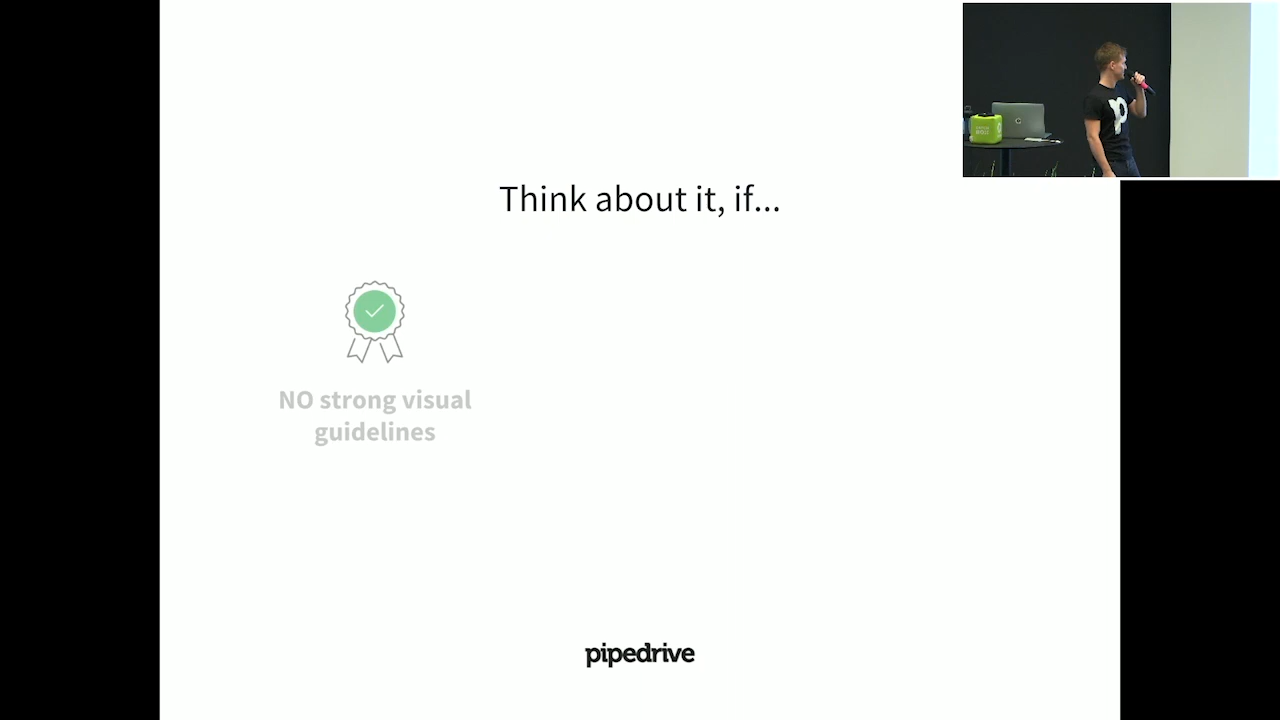 Think about it, if...
NO strong visual
guidelines
pipedrive